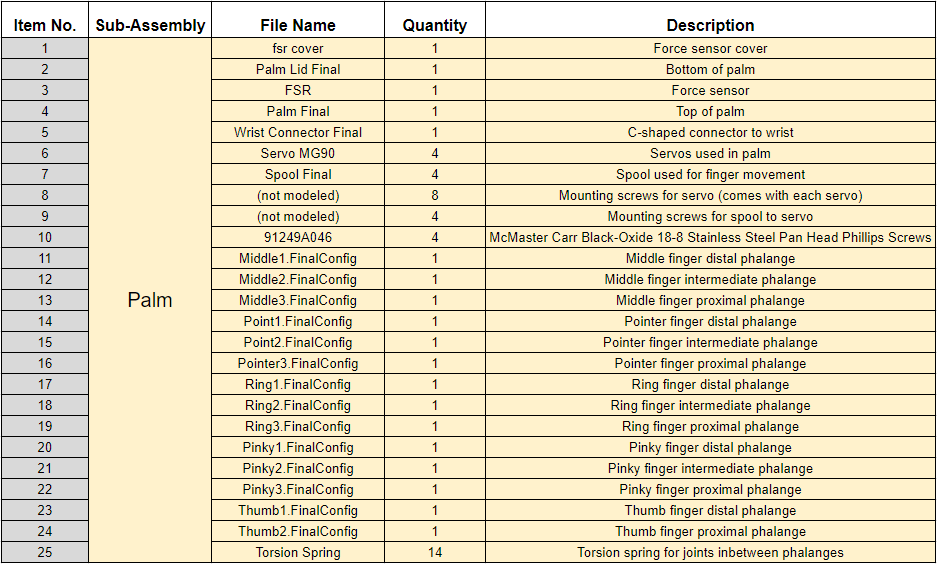 Item No. Sub-Assembly File Name Quantity Description
1 fsr cover 1 Force sensor cover
2 Palm Lid Final 1 Bottom of palm
3 FSR 1 Force sensor
4 Palm Final 1 Top of palm
5 Wrist Connector Final 1 C-shaped connector to wrist
6 Servo MG90 4 Servos used in palm
7 Spool Final 4 Spool used for finger movement
8 (not modeled) 8 Mounting screws for servo (comes with each servo)
9 (not modeled) 4 Mounting screws for spool to servo
10 91249A046 4 McMaster Carr Black-Oxide 18-8 Stainless Steel Pan Head Phillips Screws
11 Middle1.FinalConfig 1 Middle finger distal phalange
12 Middle2.FinalConfig 1 Middle finger intermediate phalange
13 Palm Middle3.FinalConfig 1 Middle finger proximal phalange
14 Point1.FinalConfig 1 Pointer finger distal phalange
15 Point2.FinalConfig 1 Pointer finger intermediate phalange
16 Pointer3.FinalConfig 1 Pointer finger proximal phalange
17 Ring1.FinalConfig 1 Ring finger distal phalange
18 Ring2.FinalConfig 1 Ring finger intermediate phalange
19 Ring3.FinalConfig 1 Ring finger proximal phalange
20 Pinky1.FinalConfig 1 Pinky finger distal phalange
21 Pinky2.FinalConfig 1 Pinky finger intermediate phalange
22 Pinky3.FinalConfig 1 Pinky finger proximal phalange
23 Thumb1.FinalConfig 1 Thumb finger distal phalange
24 Thumb2.FinalConfig 1 Thumb finger proximal phalange
25 Torsion Spring 14 Torsion spring for joints inbetween phalanges